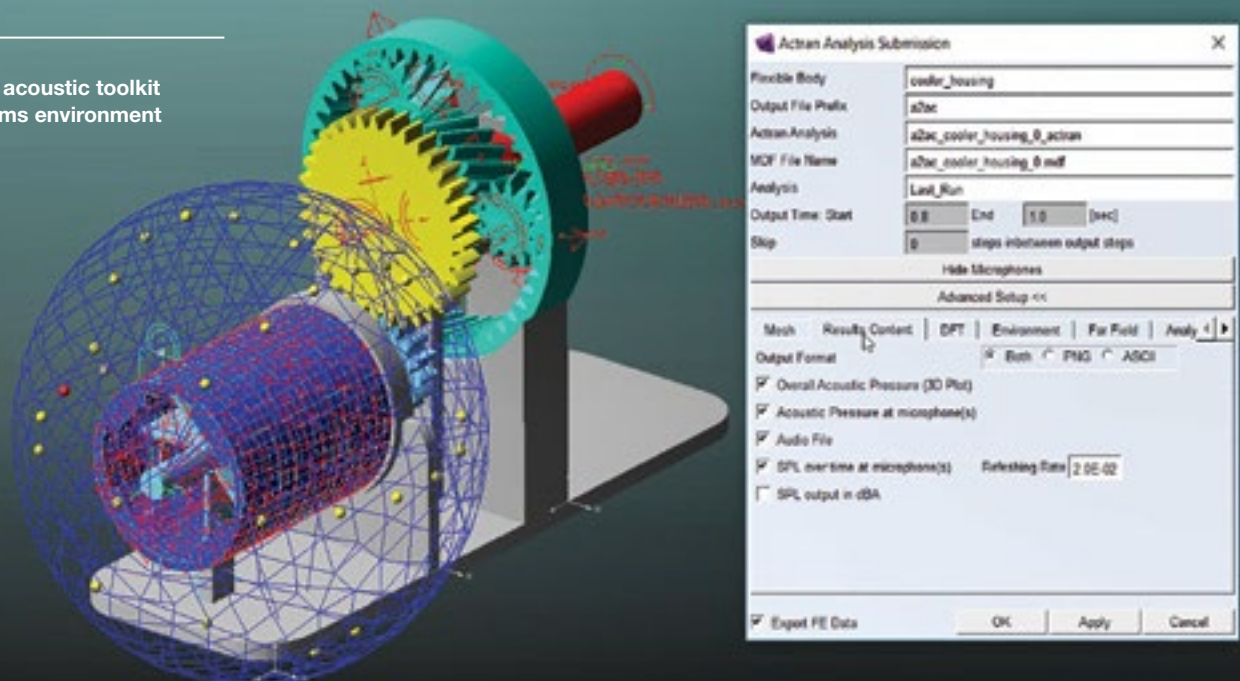 acoustic toolkit
ms environment
Actran Analysis Submission
Flexible Body cooler_housing
Output File Prefix a2ac
Actran Analysis a2ac_cooler_housing_0_actran
MDF File Name a2ac_cooler_housing_0.mdf
Analysis Last_Run
Output Time: Start 0.8 End 1.0 [sec]
Skip 0 steps inbetween output steps
Hide Microphones
Advanced Setup <<
Mesh Results Content DFT Environment Far Field Analy
Output Format Both PNG ASCII
Overall Acoustic Pressure (3D Plot)
Acoustic Pressure at microphone(s)
Audio File
SPL over time at microphone(s) Refreshing Rate 2.0E-02
SPL output in dBA
Export FE Data OK Apply Cancel